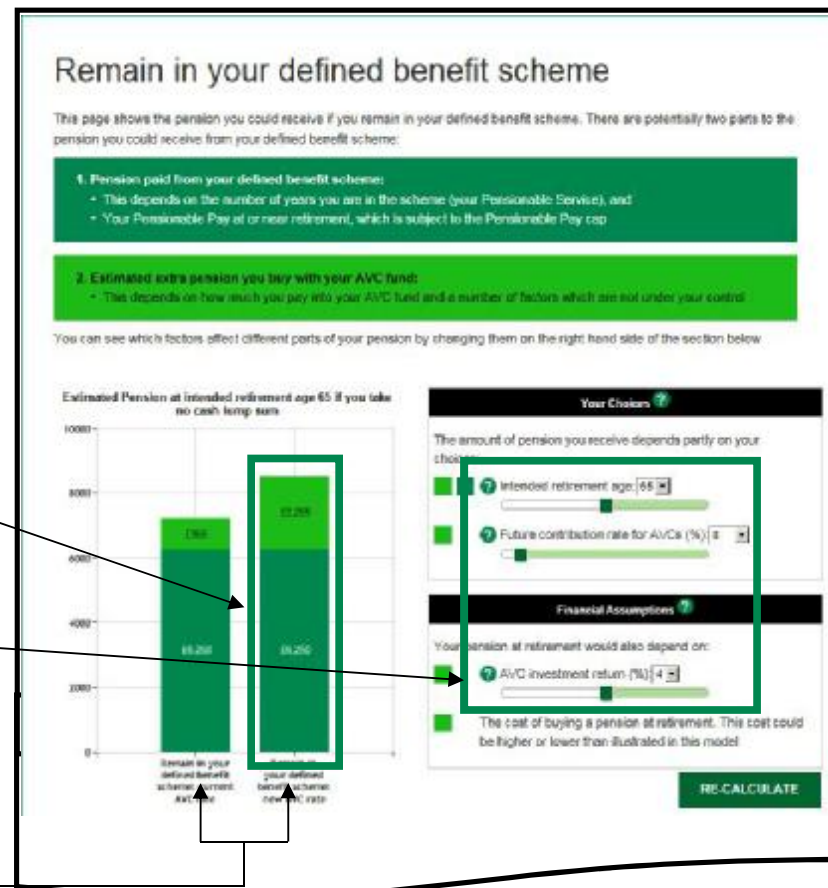 Remain in your defined benefit scheme
This page shows the pension you could receive if you remain in your defined benefit scheme. There are potentially two parts to the
pension you could receive from your defined benefit scheme:
1. Pension paid from your defined benefit scheme:
• This depends on the number of years you are in the scheme (your Pensionable Service), and
• Your Pensionable Pay at or near retirement, which is subject to the Pensionable Pay cap
2. Estimated extra pension you buy with your AVC fund:
• This depends on how much you pay into your AVC fund and a number of factors which are not under your control
You can see which factors affect different parts of your pension by changing them on the right hand side of the section below
Estimated Pension at intended retirement age 65 if you take
no cash lump sum
10000
8000
6000
4000
2000
0
£6,250
£6,250
Remain in your
defined benefit
scheme: current
AVC rate
Remain in
your defined
benefit scheme:
new AVC rate
Your Choices ?
The amount of pension you receive depends partly on your
choices:
? Intended retirement age: 65
? Future contribution rate for AVCs (%): 8
Financial Assumptions ?
Your pension at retirement would also depend on:
? AVC investment return (%): 4
The cost of buying a pension at retirement. This cost could
be higher or lower than illustrated in this model
RE-CALCULATE